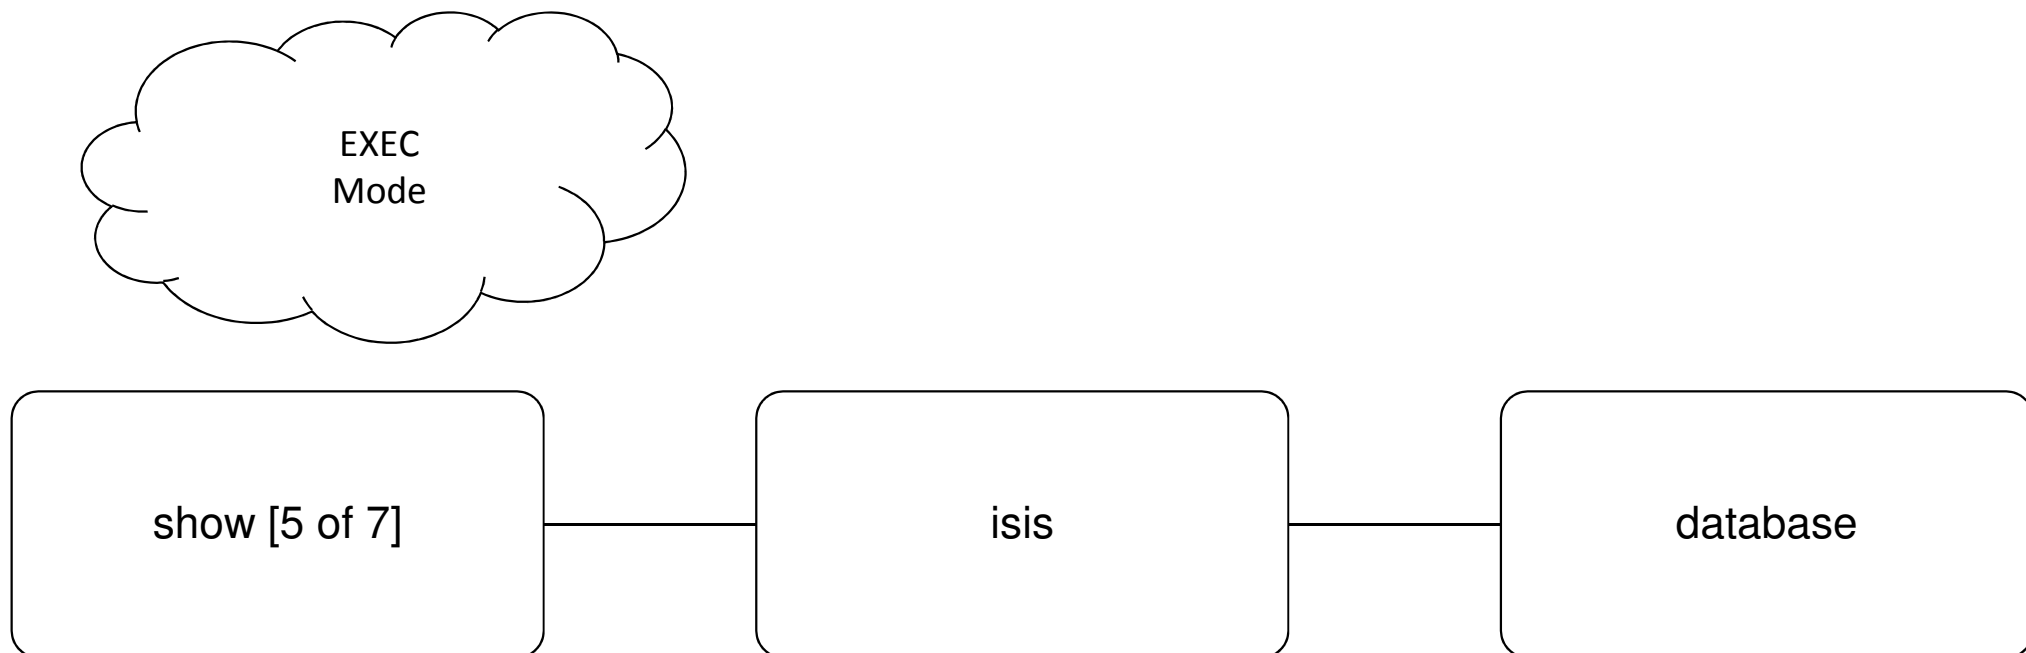 EXEC
Mode
show [5 of 7]
isis
database